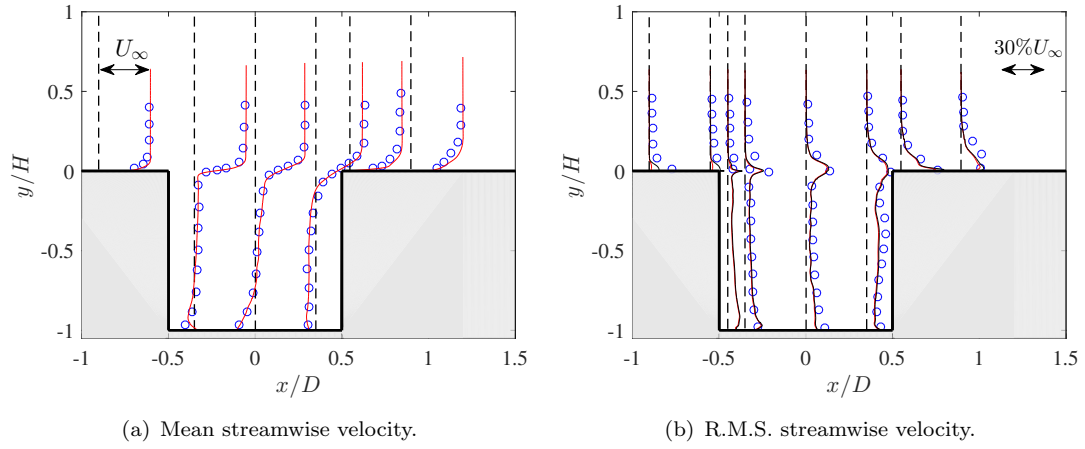 1
0.5
0
-0.5
-1
y/H
U∞
-1 -0.5 0 0.5 1 1.5
x/D
(a) Mean streamwise velocity.
1
0.5
0
-0.5
-1
y/H
30%U∞
-1 -0.5 0 0.5 1 1.5
x/D
(b) R.M.S. streamwise velocity.